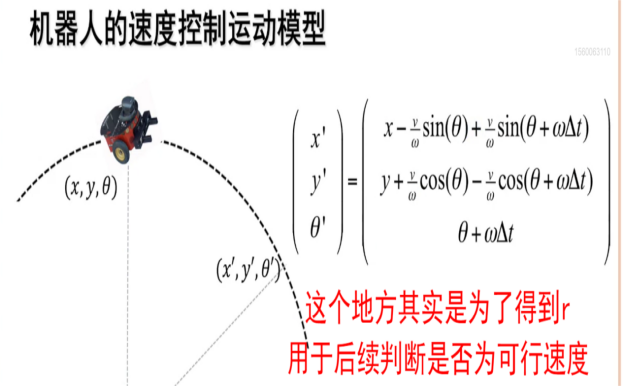 机器人的速度控制运动模型
1560063110
(x, y, θ)
(x', y', θ')
x'
y'
θ'
=
x - v/ω sin(θ) + v/ω sin(θ + ωΔt)
y + v/ω cos(θ) - v/ω cos(θ + ωΔt)
θ + ωΔt
这个地方其实是为了得到r
用于后续判断是否为可行速度